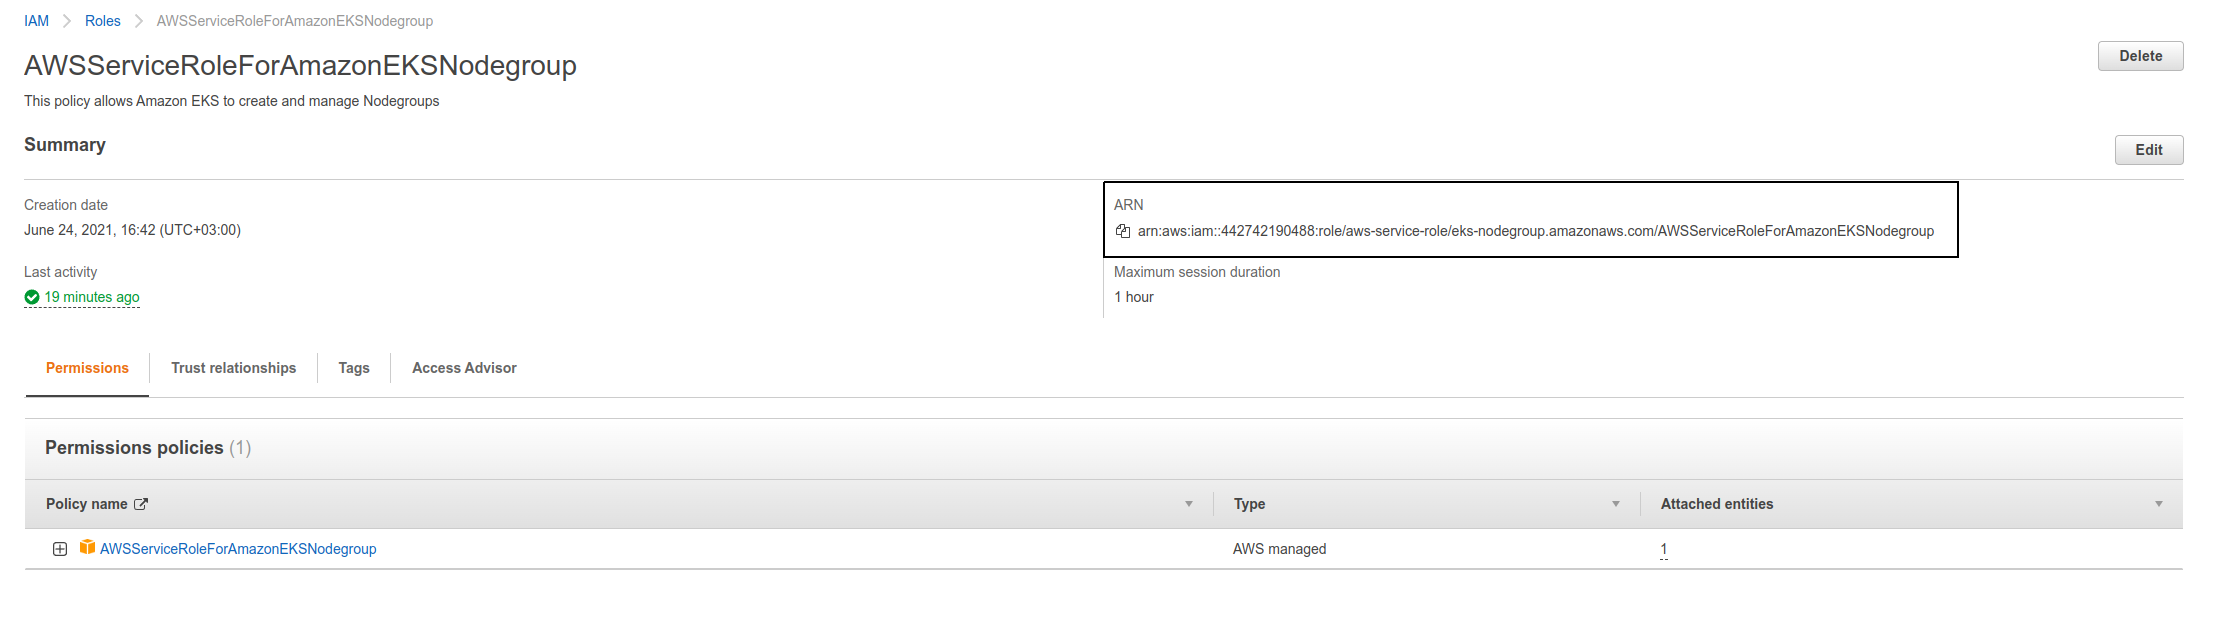 IAM Roles AWSServiceRoleForAmazonEKSNodegroup
AWSServiceRoleForAmazonEKSNodegroup
Delete
This policy allows Amazon EKS to create and manage Nodegroups
Summary
Edit
Creation date
June 24, 2021, 16:42 (UTC+03:00)
ARN
arn:aws:iam::442742190488:role/aws-service-role/eks-nodegroup.amazonaws.com/AWSServiceRoleForAmazonEKSNodegroup
Last activity
19 minutes ago
Maximum session duration
1 hour
Permissions Trust relationships Tags Access Advisor
Permissions policies (1)
Policy name Type Attached entities
AWSServiceRoleForAmazonEKSNodegroup AWS managed 1